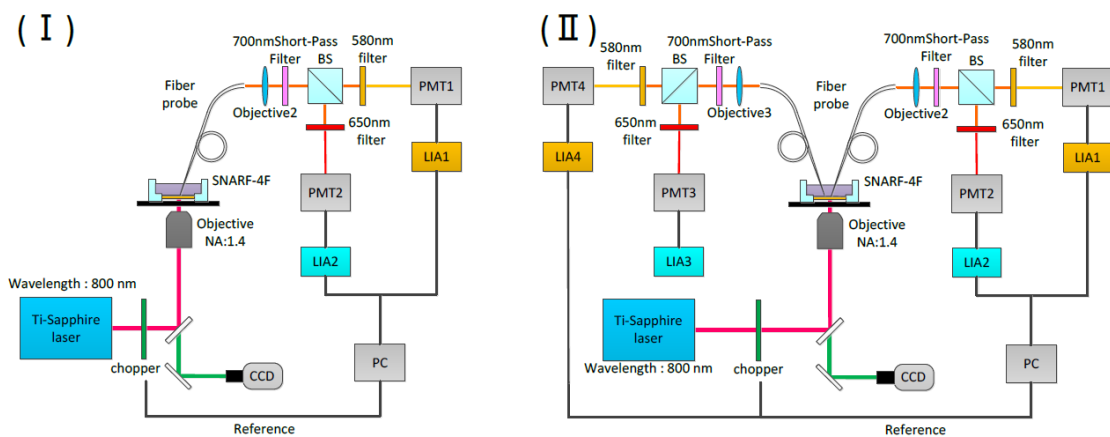 ( I )
700nmShort-Pass
Filter
BS
580nm
filter
Fiber
probe
PMT1
Objective2
650nm
filter
LIA1
SNARF-4F
PMT2
Objective
NA:1.4
LIA2
Wavelength : 800 nm
Ti-Sapphire
laser
chopper
PC
CCD
Reference
( II )
580nm
filter
BS
700nmShort-Pass
Filter
PMT4
Fiber
probe
Objective3
650nm
filter
LIA4
PMT3
LIA3
700nmShort-Pass
Filter
BS
580nm
filter
PMT1
Objective2
650nm
filter
LIA1
SNARF-4F
PMT2
Objective
NA:1.4
LIA2
Ti-Sapphire
laser
Wavelength : 800 nm
chopper
PC
CCD
Reference